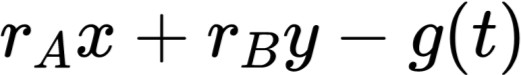 r_A x + r_B y − g(t)